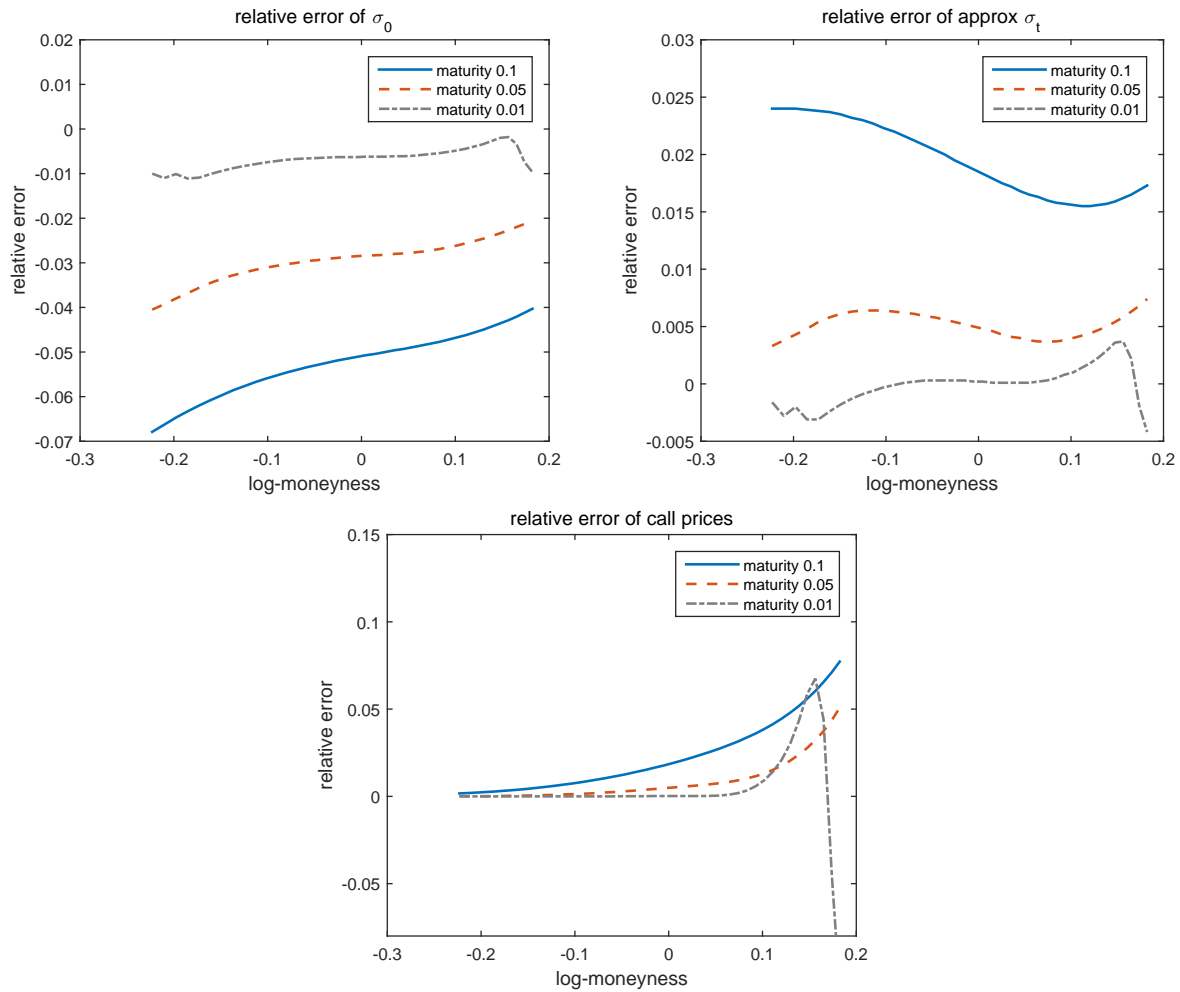 relative error of σ0
0.02
0.01
0
-0.01
-0.02
-0.03
-0.04
-0.05
-0.06
-0.07
relative error
maturity 0.1
maturity 0.05
maturity 0.01
-0.3
-0.2
-0.1
0
0.1
0.2
log-moneyness
relative error of approx σt
0.03
0.025
0.02
0.015
0.01
0.005
0
-0.005
relative error
maturity 0.1
maturity 0.05
maturity 0.01
-0.3
-0.2
-0.1
0
0.1
0.2
log-moneyness
relative error of call prices
0.15
0.1
0.05
0
-0.05
relative error
maturity 0.1
maturity 0.05
maturity 0.01
-0.3
-0.2
-0.1
0
0.1
0.2
log-moneyness